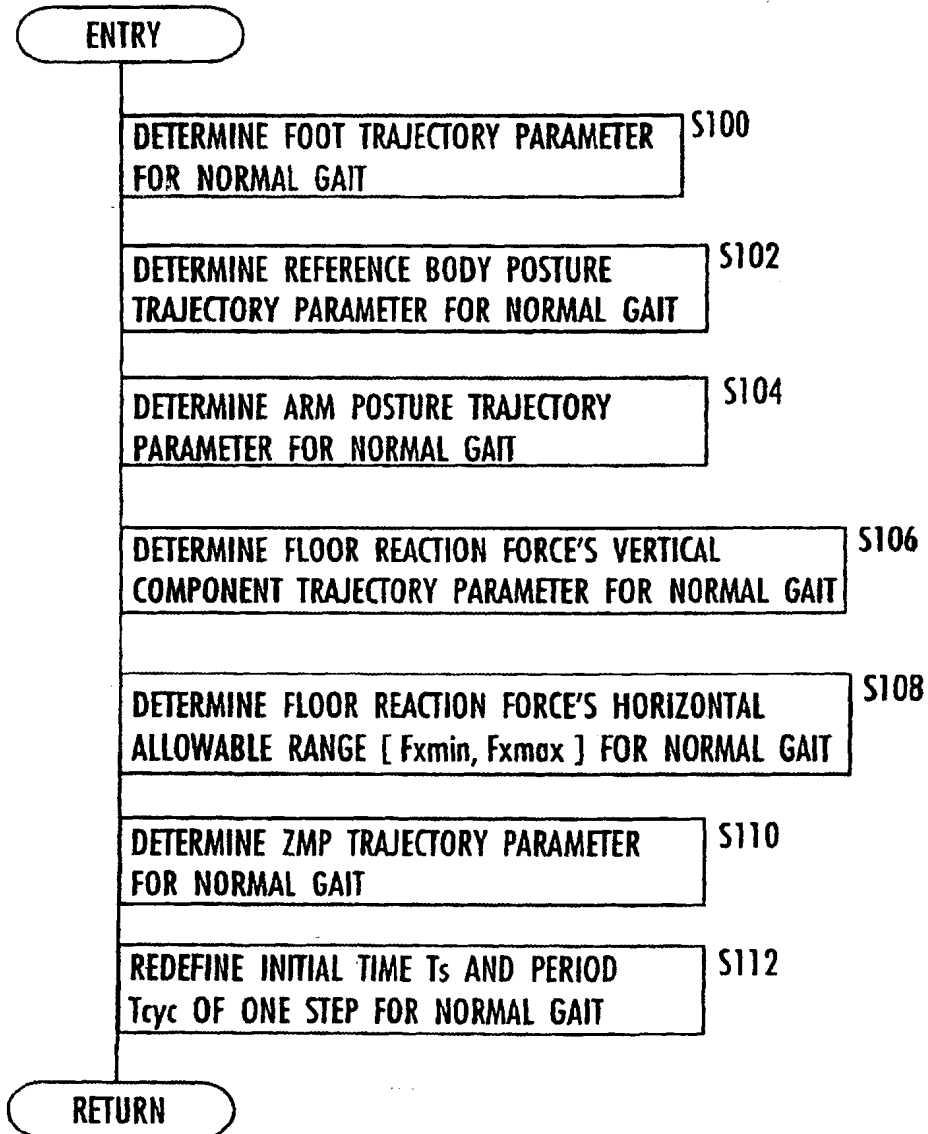 ENTRY
DETERMINE FOOT TRAJECTORY PARAMETER
FOR NORMAL GAIT
S100
DETERMINE REFERENCE BODY POSTURE
TRAJECTORY PARAMETER FOR NORMAL GAIT
S102
DETERMINE ARM POSTURE TRAJECTORY
PARAMETER FOR NORMAL GAIT
S104
DETERMINE FLOOR REACTION FORCE'S VERTICAL
COMPONENT TRAJECTORY PARAMETER FOR NORMAL GAIT
S106
DETERMINE FLOOR REACTION FORCE'S HORIZONTAL
ALLOWABLE RANGE [ Fxmin, Fxmax ] FOR NORMAL GAIT
S108
DETERMINE ZMP TRAJECTORY PARAMETER
FOR NORMAL GAIT
S110
REDEFINE INITIAL TIME Ts AND PERIOD
Tcyc OF ONE STEP FOR NORMAL GAIT
S112
RETURN